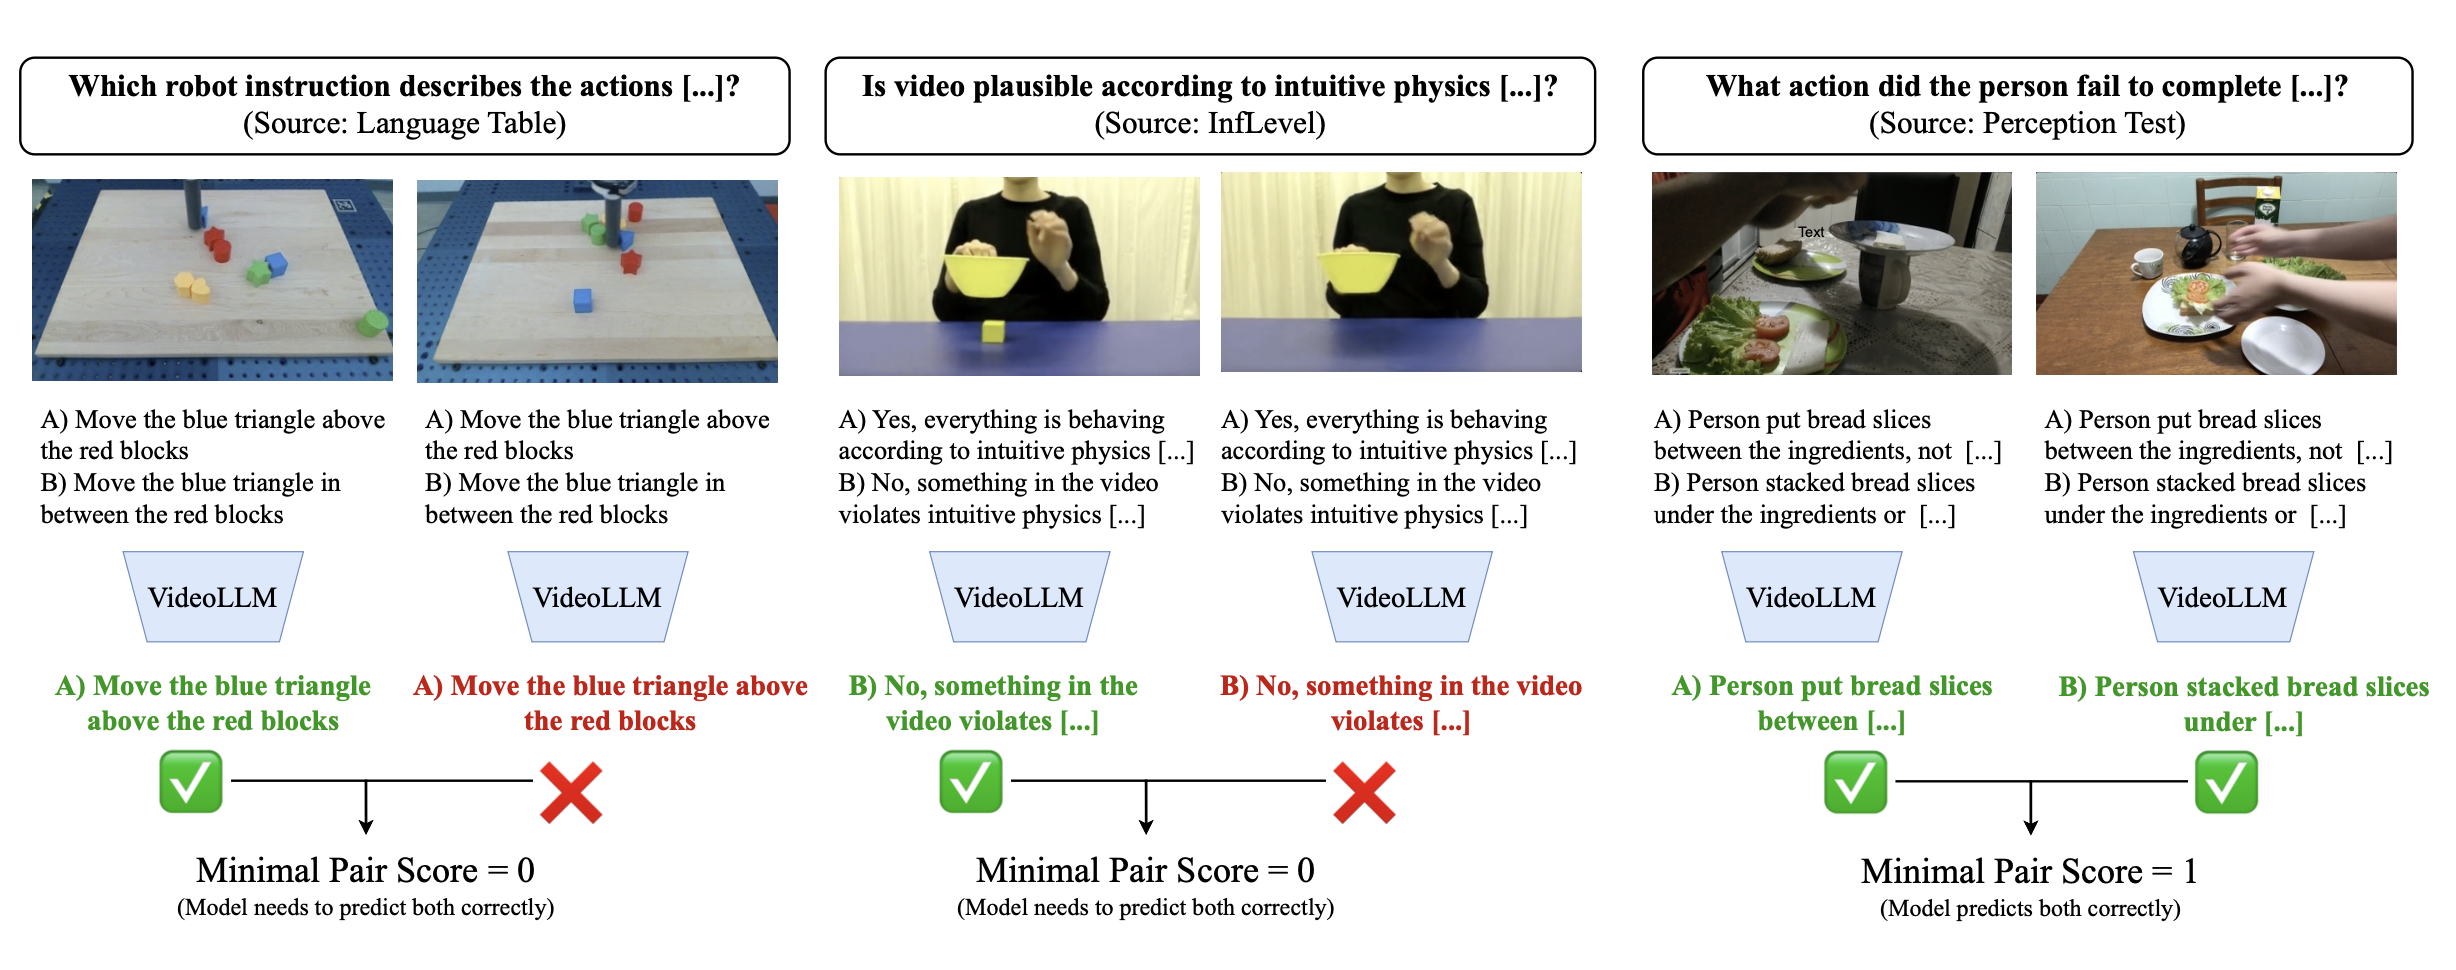 Which robot instruction describes the actions [...]?
(Source: Language Table)
A) Move the blue triangle above
the red blocks
B) Move the blue triangle in
between the red blocks
A) Move the blue triangle above
the red blocks
B) Move the blue triangle in
between the red blocks
VideoLLM
VideoLLM
A) Move the blue triangle
above the red blocks
A) Move the blue triangle above
the red blocks
Minimal Pair Score = 0
(Model needs to predict both correctly)
Is video plausible according to intuitive physics [...]?
(Source: InfLevel)
A) Yes, everything is behaving
according to intuitive physics [...]
B) No, something in the video
violates intuitive physics [...]
A) Yes, everything is behaving
according to intuitive physics [...]
B) No, something in the video
violates intuitive physics [...]
VideoLLM
VideoLLM
B) No, something in the
video violates [...]
B) No, something in the video
violates [...]
Minimal Pair Score = 0
(Model needs to predict both correctly)
What action did the person fail to complete [...]?
(Source: Perception Test)
Text
A) Person put bread slices
between the ingredients, not [...]
B) Person stacked bread slices
under the ingredients or [...]
A) Person put bread slices
between the ingredients, not [...]
B) Person stacked bread slices
under the ingredients or [...]
VideoLLM
VideoLLM
A) Person put bread slices
between [...]
B) Person stacked bread slices
under [...]
Minimal Pair Score = 1
(Model predicts both correctly)